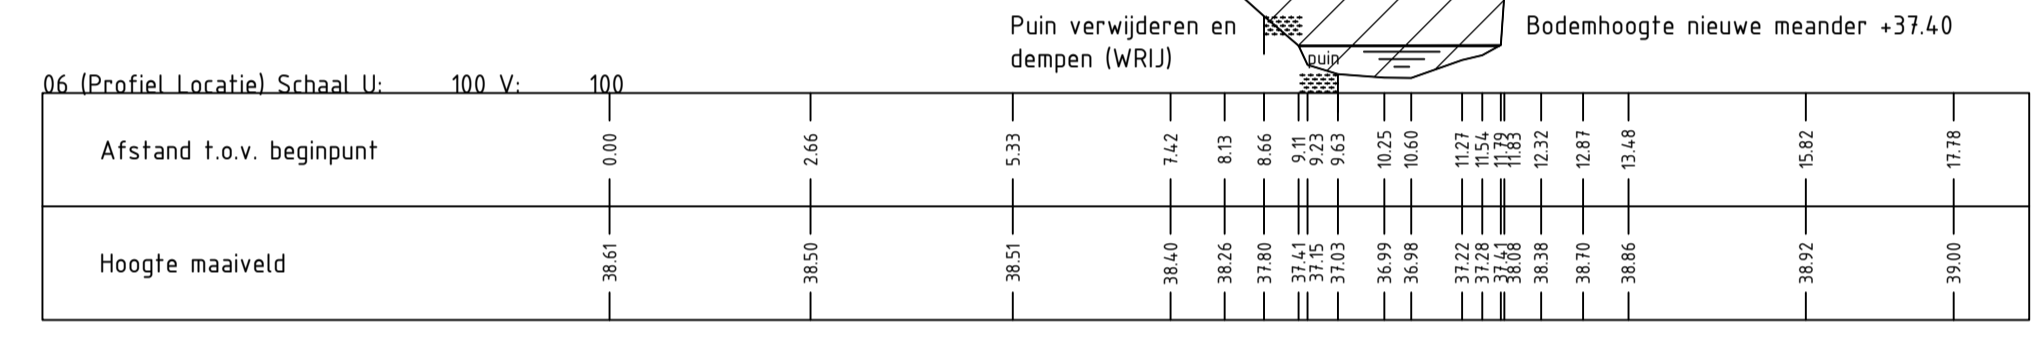 Puin verwijderen en
dempen (WRIJ)
Bodemhoogte nieuwe meander +37.40
puin
06 (Profiel Locatie) Schaal U: 100 V: 100
Afstand t.o.v. beginpunt 0.00 2.66 5.33 7.42 8.13 8.66 9.11 9.23 9.63 10.25 10.60 11.27 11.54 11.79 11.83 12.32 12.87 13.48 15.82 17.78
Hoogte maaiveld 38.61 38.50 38.51 38.40 38.26 37.80 37.41 37.15 37.03 36.99 36.98 37.22 37.28 37.41 38.08 38.38 38.70 38.86 38.92 39.00